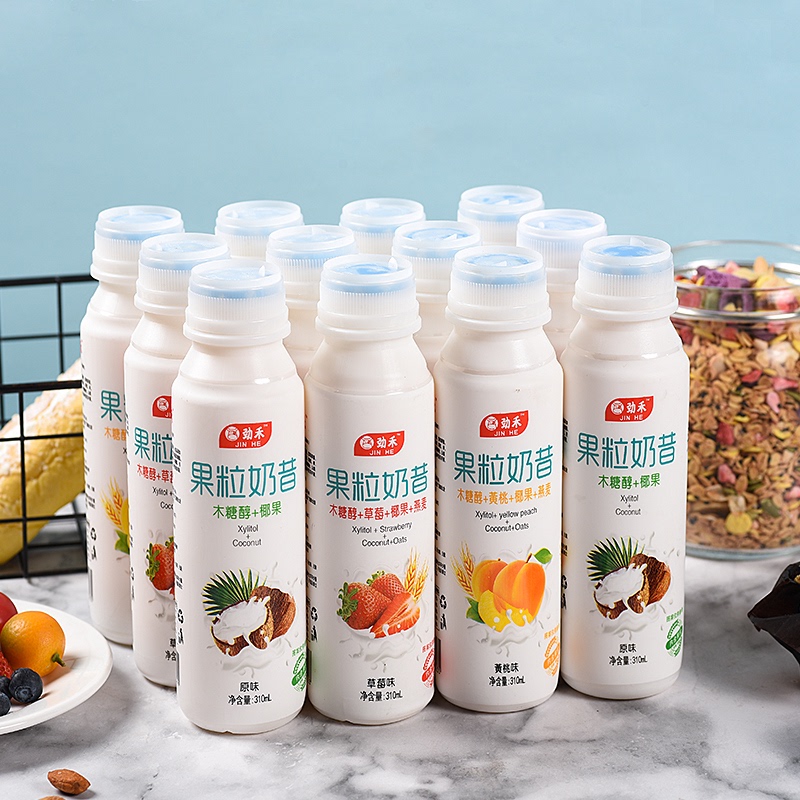 劲禾
JIN HE
果粒奶昔
木糖醇+椰果
Xylitol
+
Coconut
原味
净含量:310mL
劲禾
JIN HE
果粒奶昔
木糖醇+草莓+椰果+燕麦
Xylitol + Strawberry
+
Coconut+Oats
草莓味
净含量:310mL
劲禾
JIN HE
果粒奶昔
木糖醇+黄桃+椰果+燕麦
Xylitol+ yellow peach
+
Coconut+Oats
黄桃味
净含量:310mL
劲禾
JIN HE
果粒奶昔
木糖醇+椰果
Xylitol
+
Coconut
原味
净含量:310mL